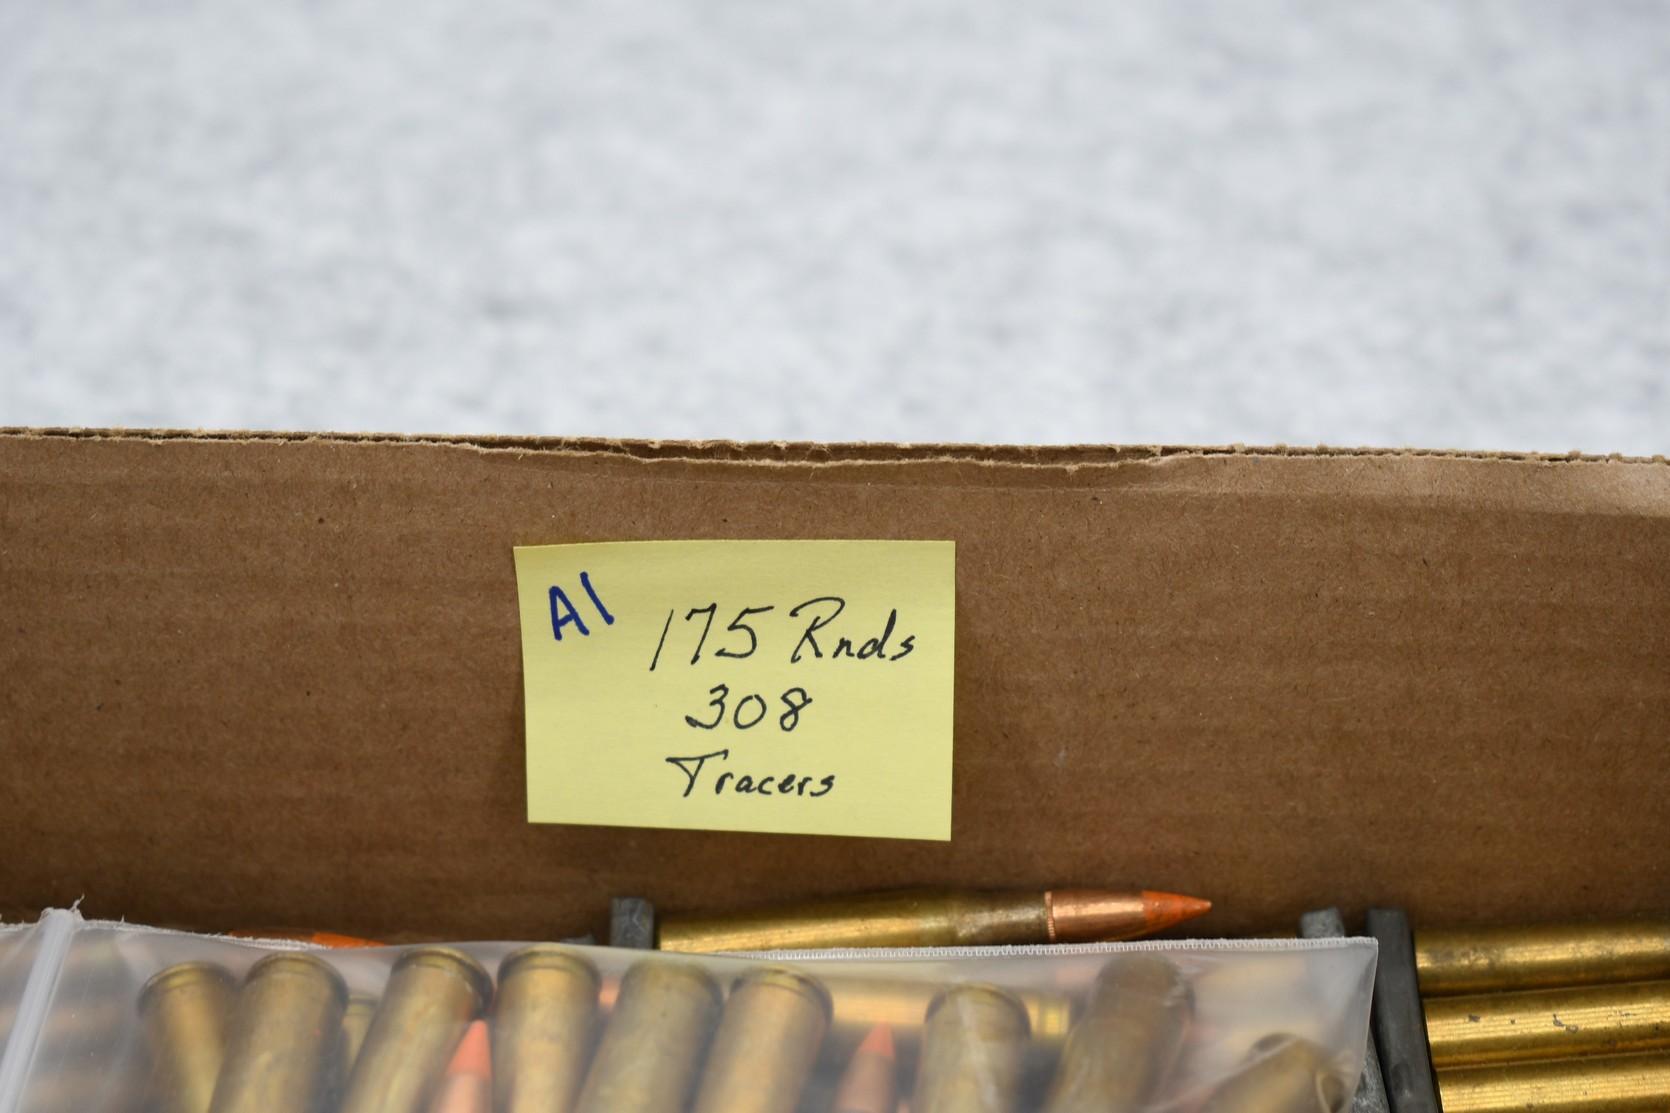 A1
175 Rnds
308
Tracers